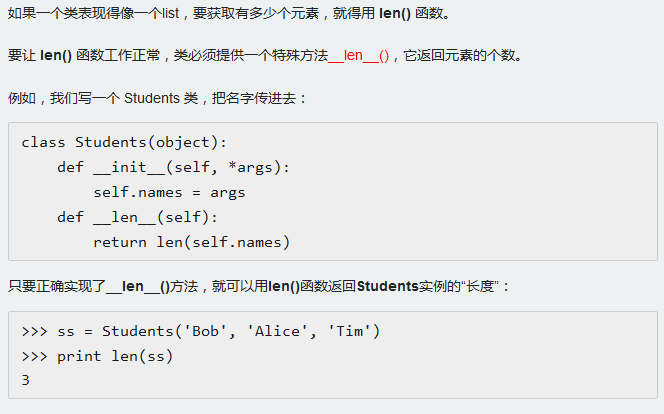 如果一个类表现得像一个list，要获取有多少个元素，就得用 len() 函数。
要让 len() 函数工作正常，类必须提供一个特殊方法__len__()，它返回元素的个数。
例如，我们写一个 Students 类，把名字传进去：
class Students(object):
    def __init__(self, *args):
        self.names = args
    def __len__(self):
        return len(self.names)
只要正确实现了__len__()方法，就可以用len()函数返回Students实例的“长度”：
>>> ss = Students('Bob', 'Alice', 'Tim')
>>> print len(ss)
3